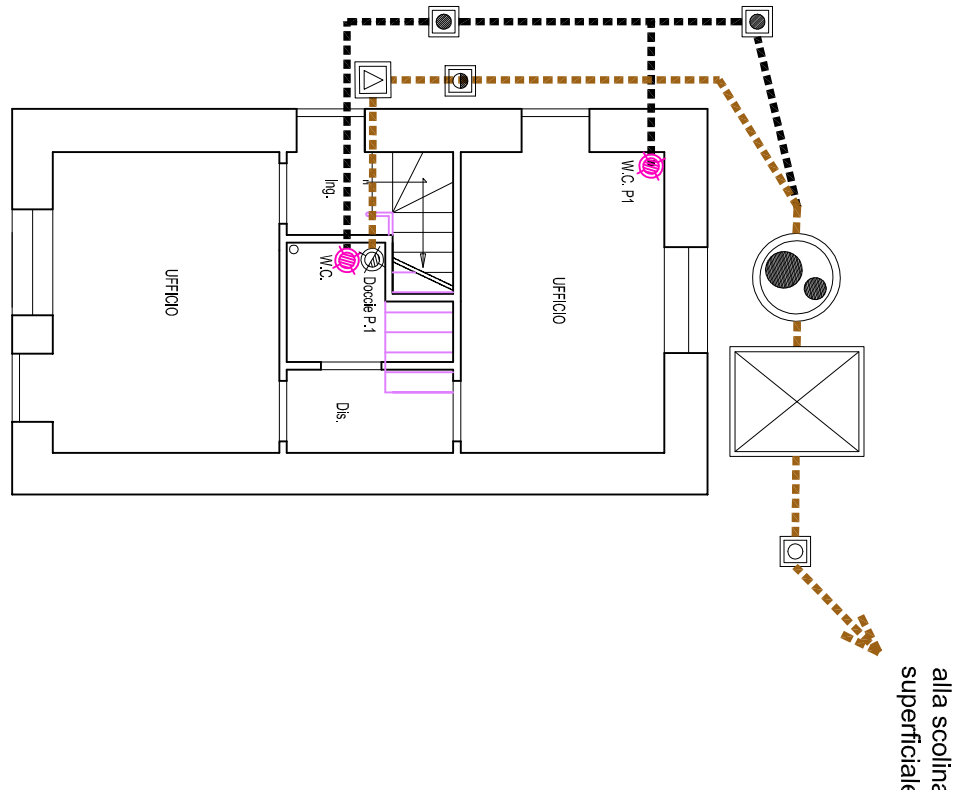 W.C. P1
Ing.
W.C.
Doccie P.1
UFFICIO
UFFICIO
Dis.
alla scolina
superficiale